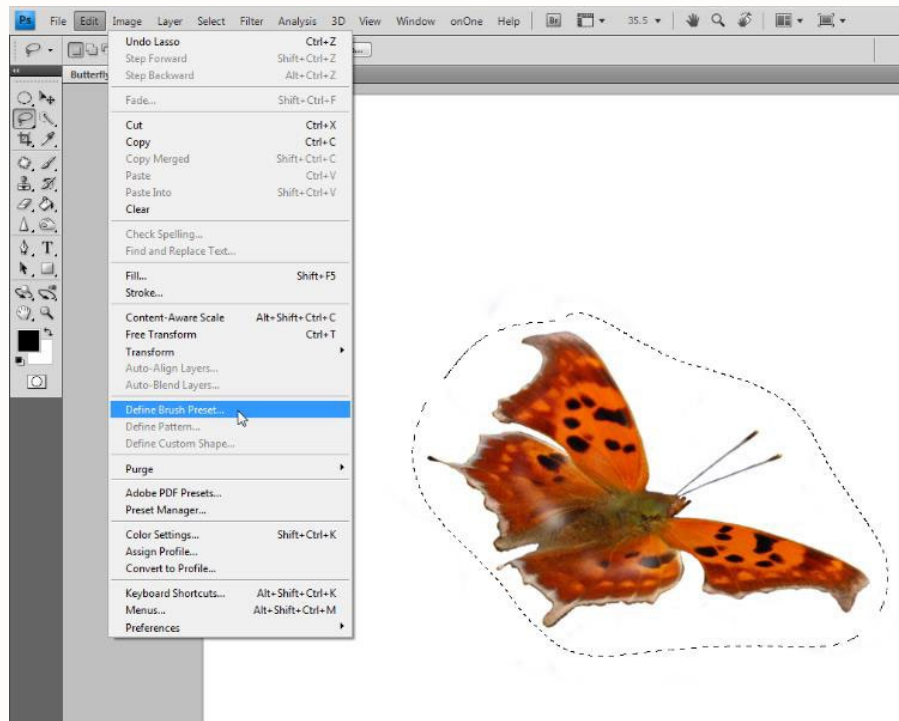 Ps File Edit Image Layer Select Filter Analysis 3D View Window onOne Help Br 35.5
Butterfly
Undo Lasso Ctrl+Z
Step Forward Shift+Ctrl+Z
Step Backward Alt+Ctrl+Z
Fade... Shift+Ctrl+F
Cut Ctrl+X
Copy Ctrl+C
Copy Merged Shift+Ctrl+C
Paste Ctrl+V
Paste Into Shift+Ctrl+V
Clear
Check Spelling...
Find and Replace Text...
Fill... Shift+F5
Stroke...
Content-Aware Scale Alt+Shift+Ctrl+C
Free Transform Ctrl+T
Transform
Auto-Align Layers...
Auto-Blend Layers...
Define Brush Preset...
Define Pattern...
Define Custom Shape...
Purge
Adobe PDF Presets...
Preset Manager...
Color Settings... Shift+Ctrl+K
Assign Profile...
Convert to Profile...
Keyboard Shortcuts... Alt+Shift+Ctrl+K
Menus... Alt+Shift+Ctrl+M
Preferences